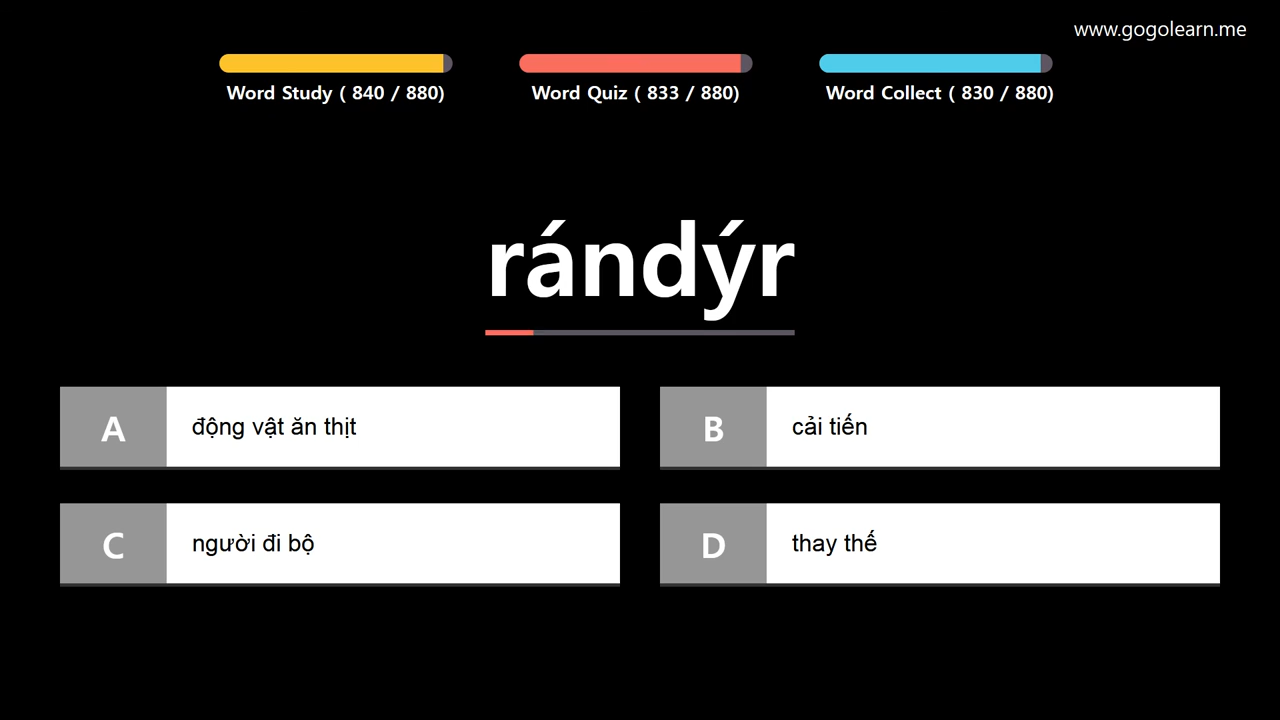 www.gogolearn.me
Word Study ( 840 / 880)
Word Quiz ( 833 / 880)
Word Collect ( 830 / 880)
rándýr
A động vật ăn thịt
B cải tiến
C người đi bộ
D thay thế